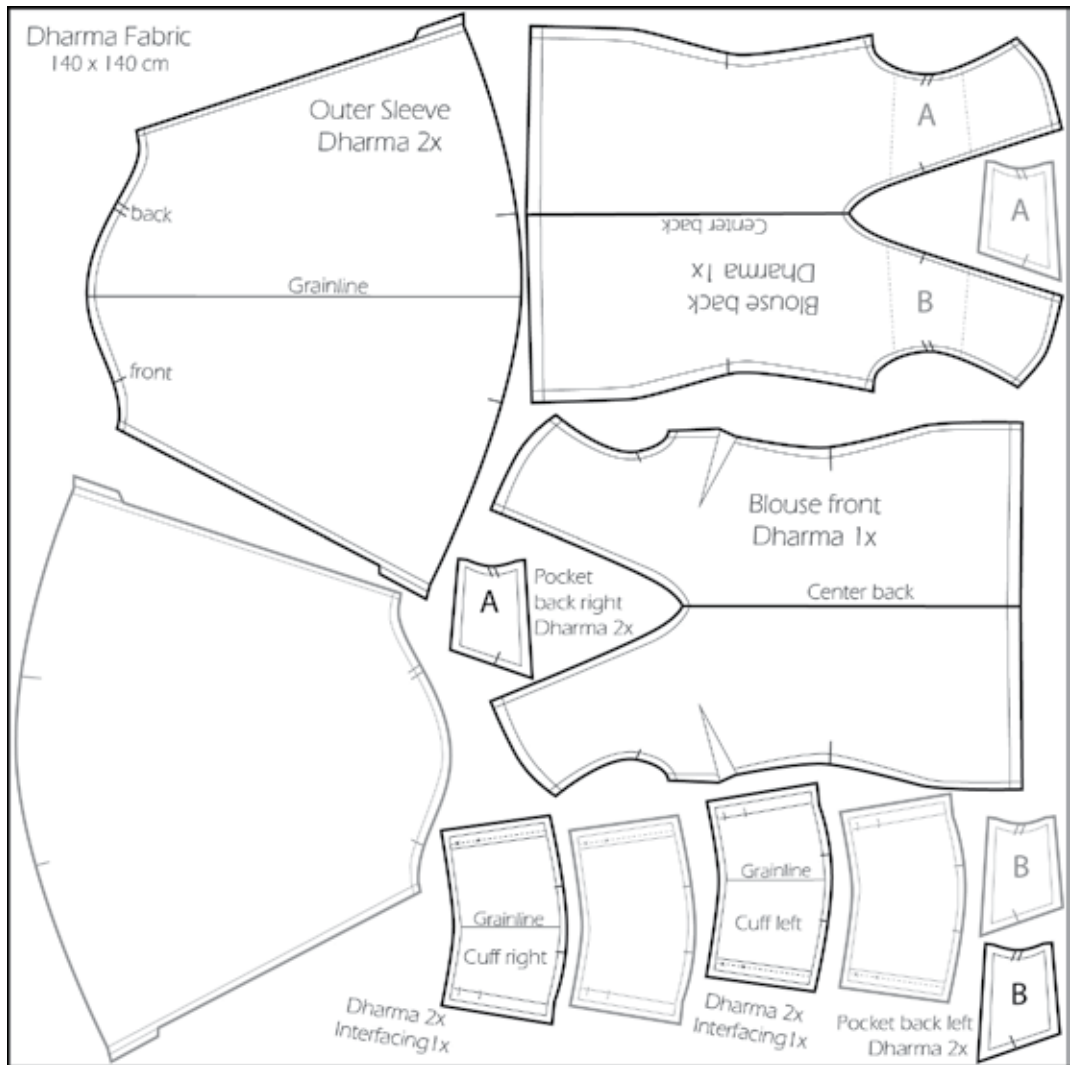 Dharma Fabric
140 x 140 cm
Outer Sleeve
Dharma 2x
back
Grainline
front
A
A
Center back
Blouse back
Dharma 1x
B
Blouse front
Dharma 1x
Center back
A
Pocket
back right
Dharma 2x
Grainline
Cuff right
Dharma 2x
Interfacing1x
Grainline
Cuff left
Dharma 2x
Interfacing1x
B
B
Pocket back left
Dharma 2x